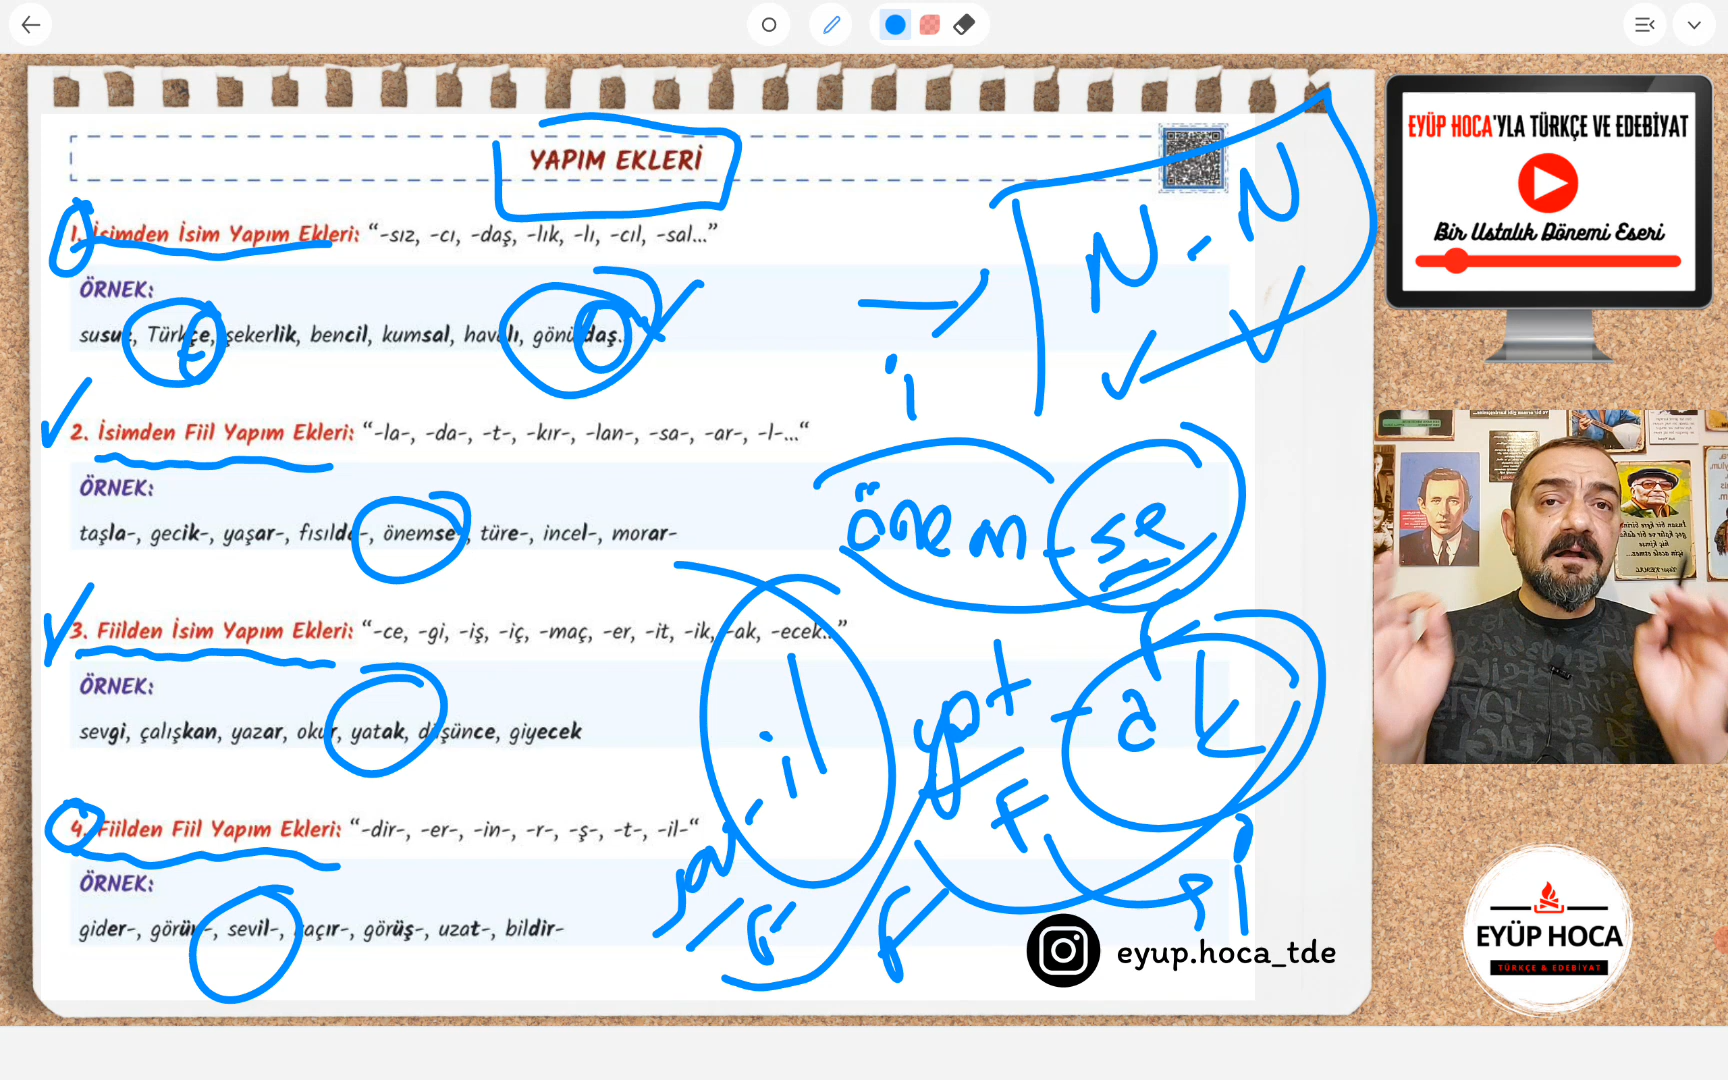 YAPIM EKLERİ
1. İsimden İsim Yapım Ekleri: “-sız, -cı, -daş, -lık, -lı, -cıl, -sal...”
ÖRNEK:
susuz, Türkçe, şekerlik, bencil, kumsal, havalı, gönüldaş...
2. İsimden Fiil Yapım Ekleri: “-la-, -da-, -t-, -kır-, -lan-, -sa-, -ar-, -l-...“
ÖRNEK:
taşla-, gecik-, yaşar-, fısılda-, önemse-, türe-, incel-, morar-
3. Fiilden İsim Yapım Ekleri: “-ce, -gi, -iş, -iç, -maç, -er, -it, -ik, -ak, -ecek...”
ÖRNEK:
sevgi, çalışkan, yazar, okur, yatak, düşünce, giyecek
4. Fiilden Fiil Yapım Ekleri: “-dir-, -er-, -in-, -r-, -ş-, -t-, -il-“
ÖRNEK:
gider-, görün-, sevil-, kaçır-, görüş-, uzat-, bildir-
N - N
i
önem - se
yat - ak
F
i
il
eyup.hoca_tde
EYÜP HOCA'YLA TÜRKÇE VE EDEBİYAT
Bir Ustalık Dönemi Eseri
EYÜP HOCA
TÜRKÇE & EDEBİYAT